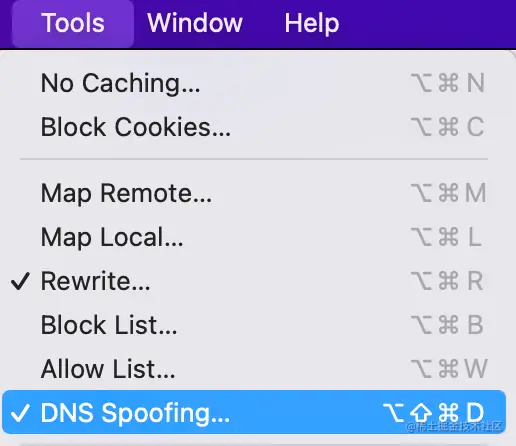 Tools Window Help
No Caching... ⌥⌘N
Block Cookies... ⌥⌘C
Map Remote... ⌥⌘M
Map Local... ⌥⌘L
✓ Rewrite... ⌥⌘R
Block List... ⌥⌘B
Allow List... ⌥⌘W
✓ DNS Spoofing... ⌥⇧⌘D
@稀土掘金技术社区